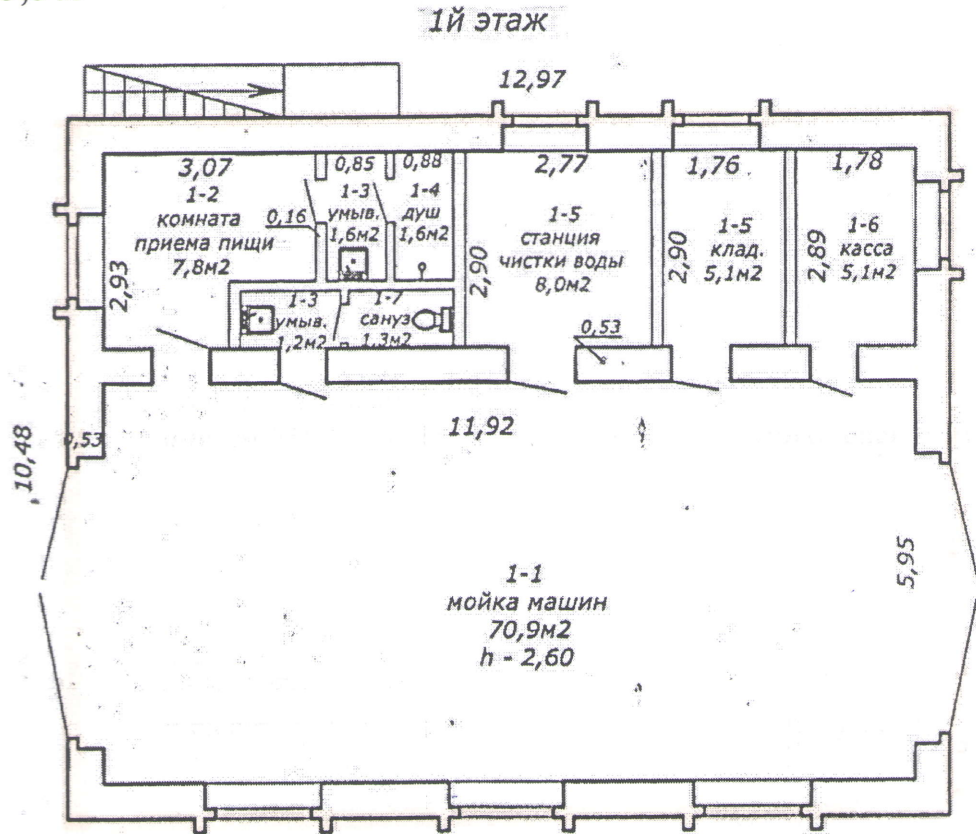 1й этаж
12,97
3,07
1-2
комната
приема пищи
7,8м2
2,93
0,16
0,85
1-3
умыв.
1,6м2
0,88
1-4
душ
1,6м2
2,77
1-5
станция
чистки воды
8,0м2
2,90
1,76
1-5
клад.
5,1м2
2,90
1,78
1-6
касса
5,1м2
2,89
1-3
умыв.
1,2м2
1-7
сануз
1,3м2
0,53
11,92
0,53
10,48
5,95
1-1
мойка машин
70,9м2
h - 2,60